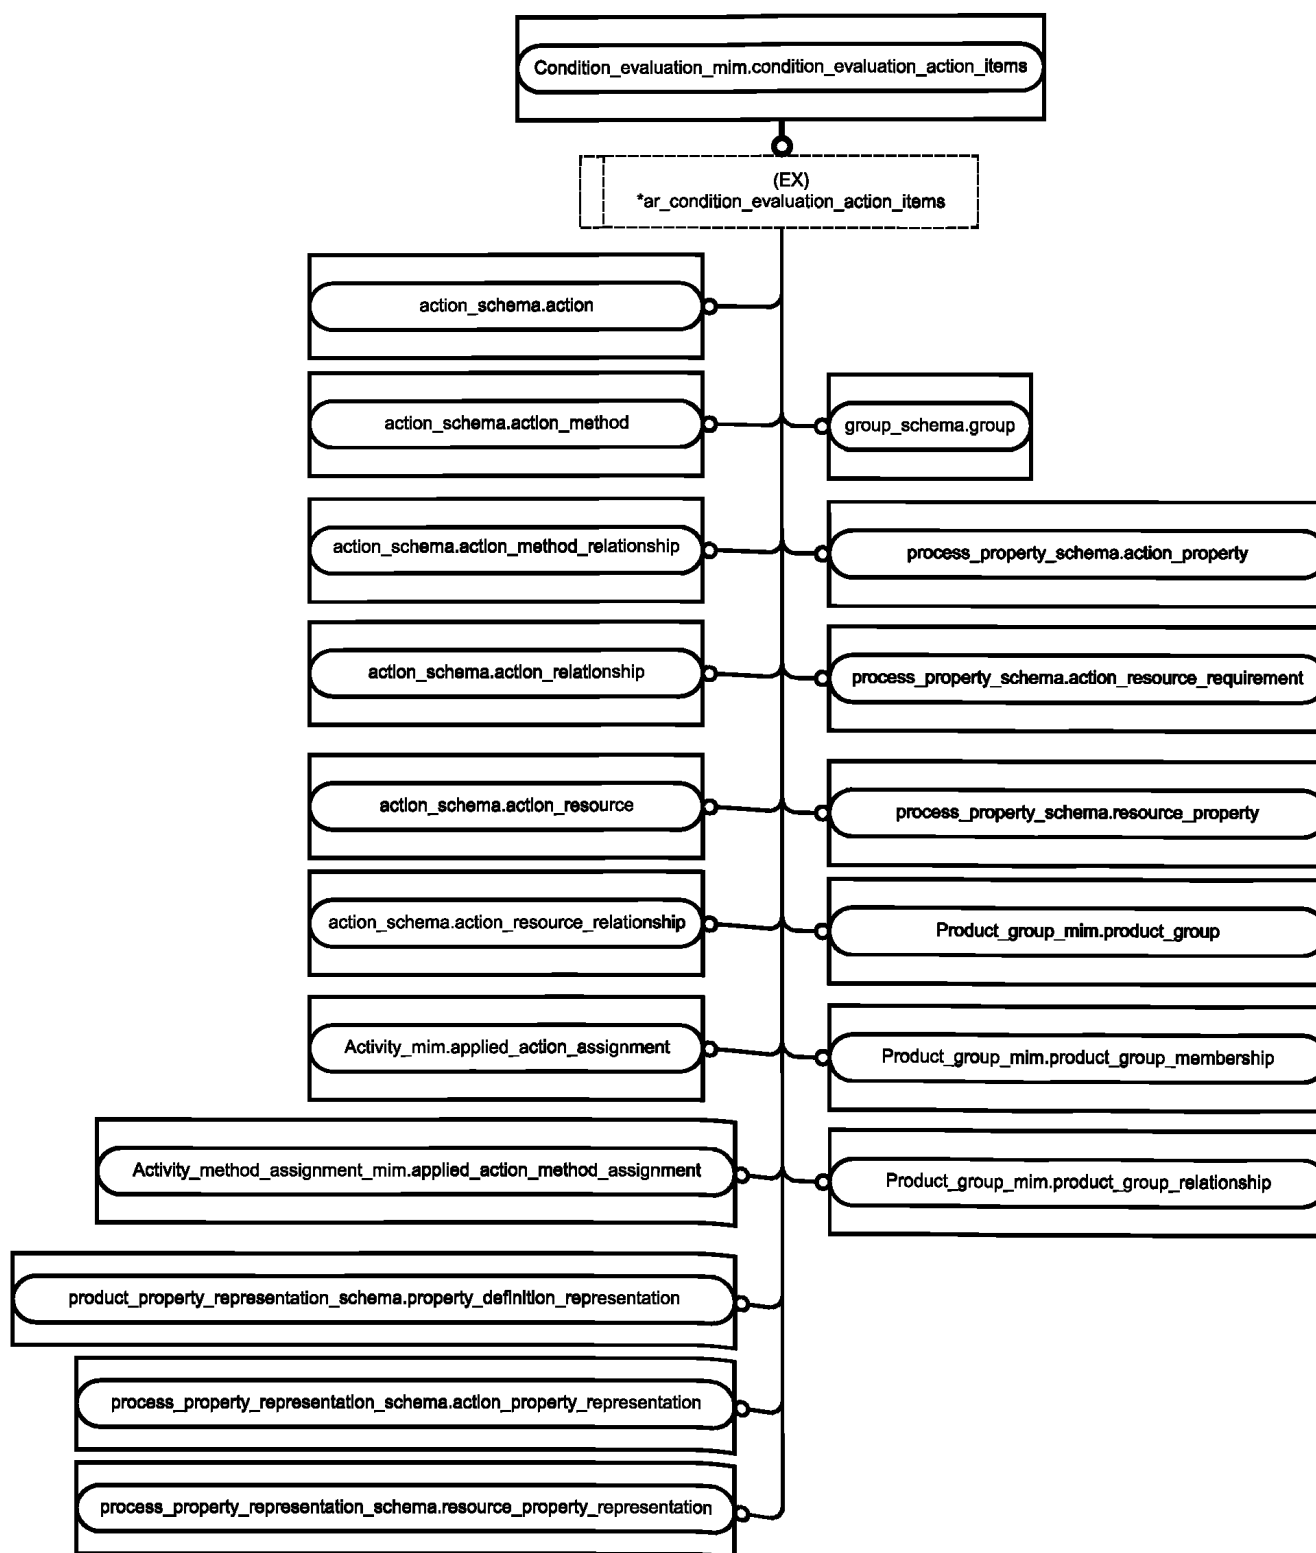 Condition_evaluation_mim.condition_evaluation_action_items
(EX)
*ar_condition_evaluation_action_items
action_schema.action
action_schema.action_method
group_schema.group
action_schema.action_method_relationship
process_property_schema.action_property
action_schema.action_relationship
process_property_schema.action_resource_requirement
action_schema.action_resource
process_property_schema.resource_property
action_schema.action_resource_relationship
Product_group_mim.product_group
Activity_mim.applied_action_assignment
Product_group_mim.product_group_membership
Activity_method_assignment_mim.applied_action_method_assignment
Product_group_mim.product_group_relationship
product_property_representation_schema.property_definition_representation
process_property_representation_schema.action_property_representation
process_property_representation_schema.resource_property_representation